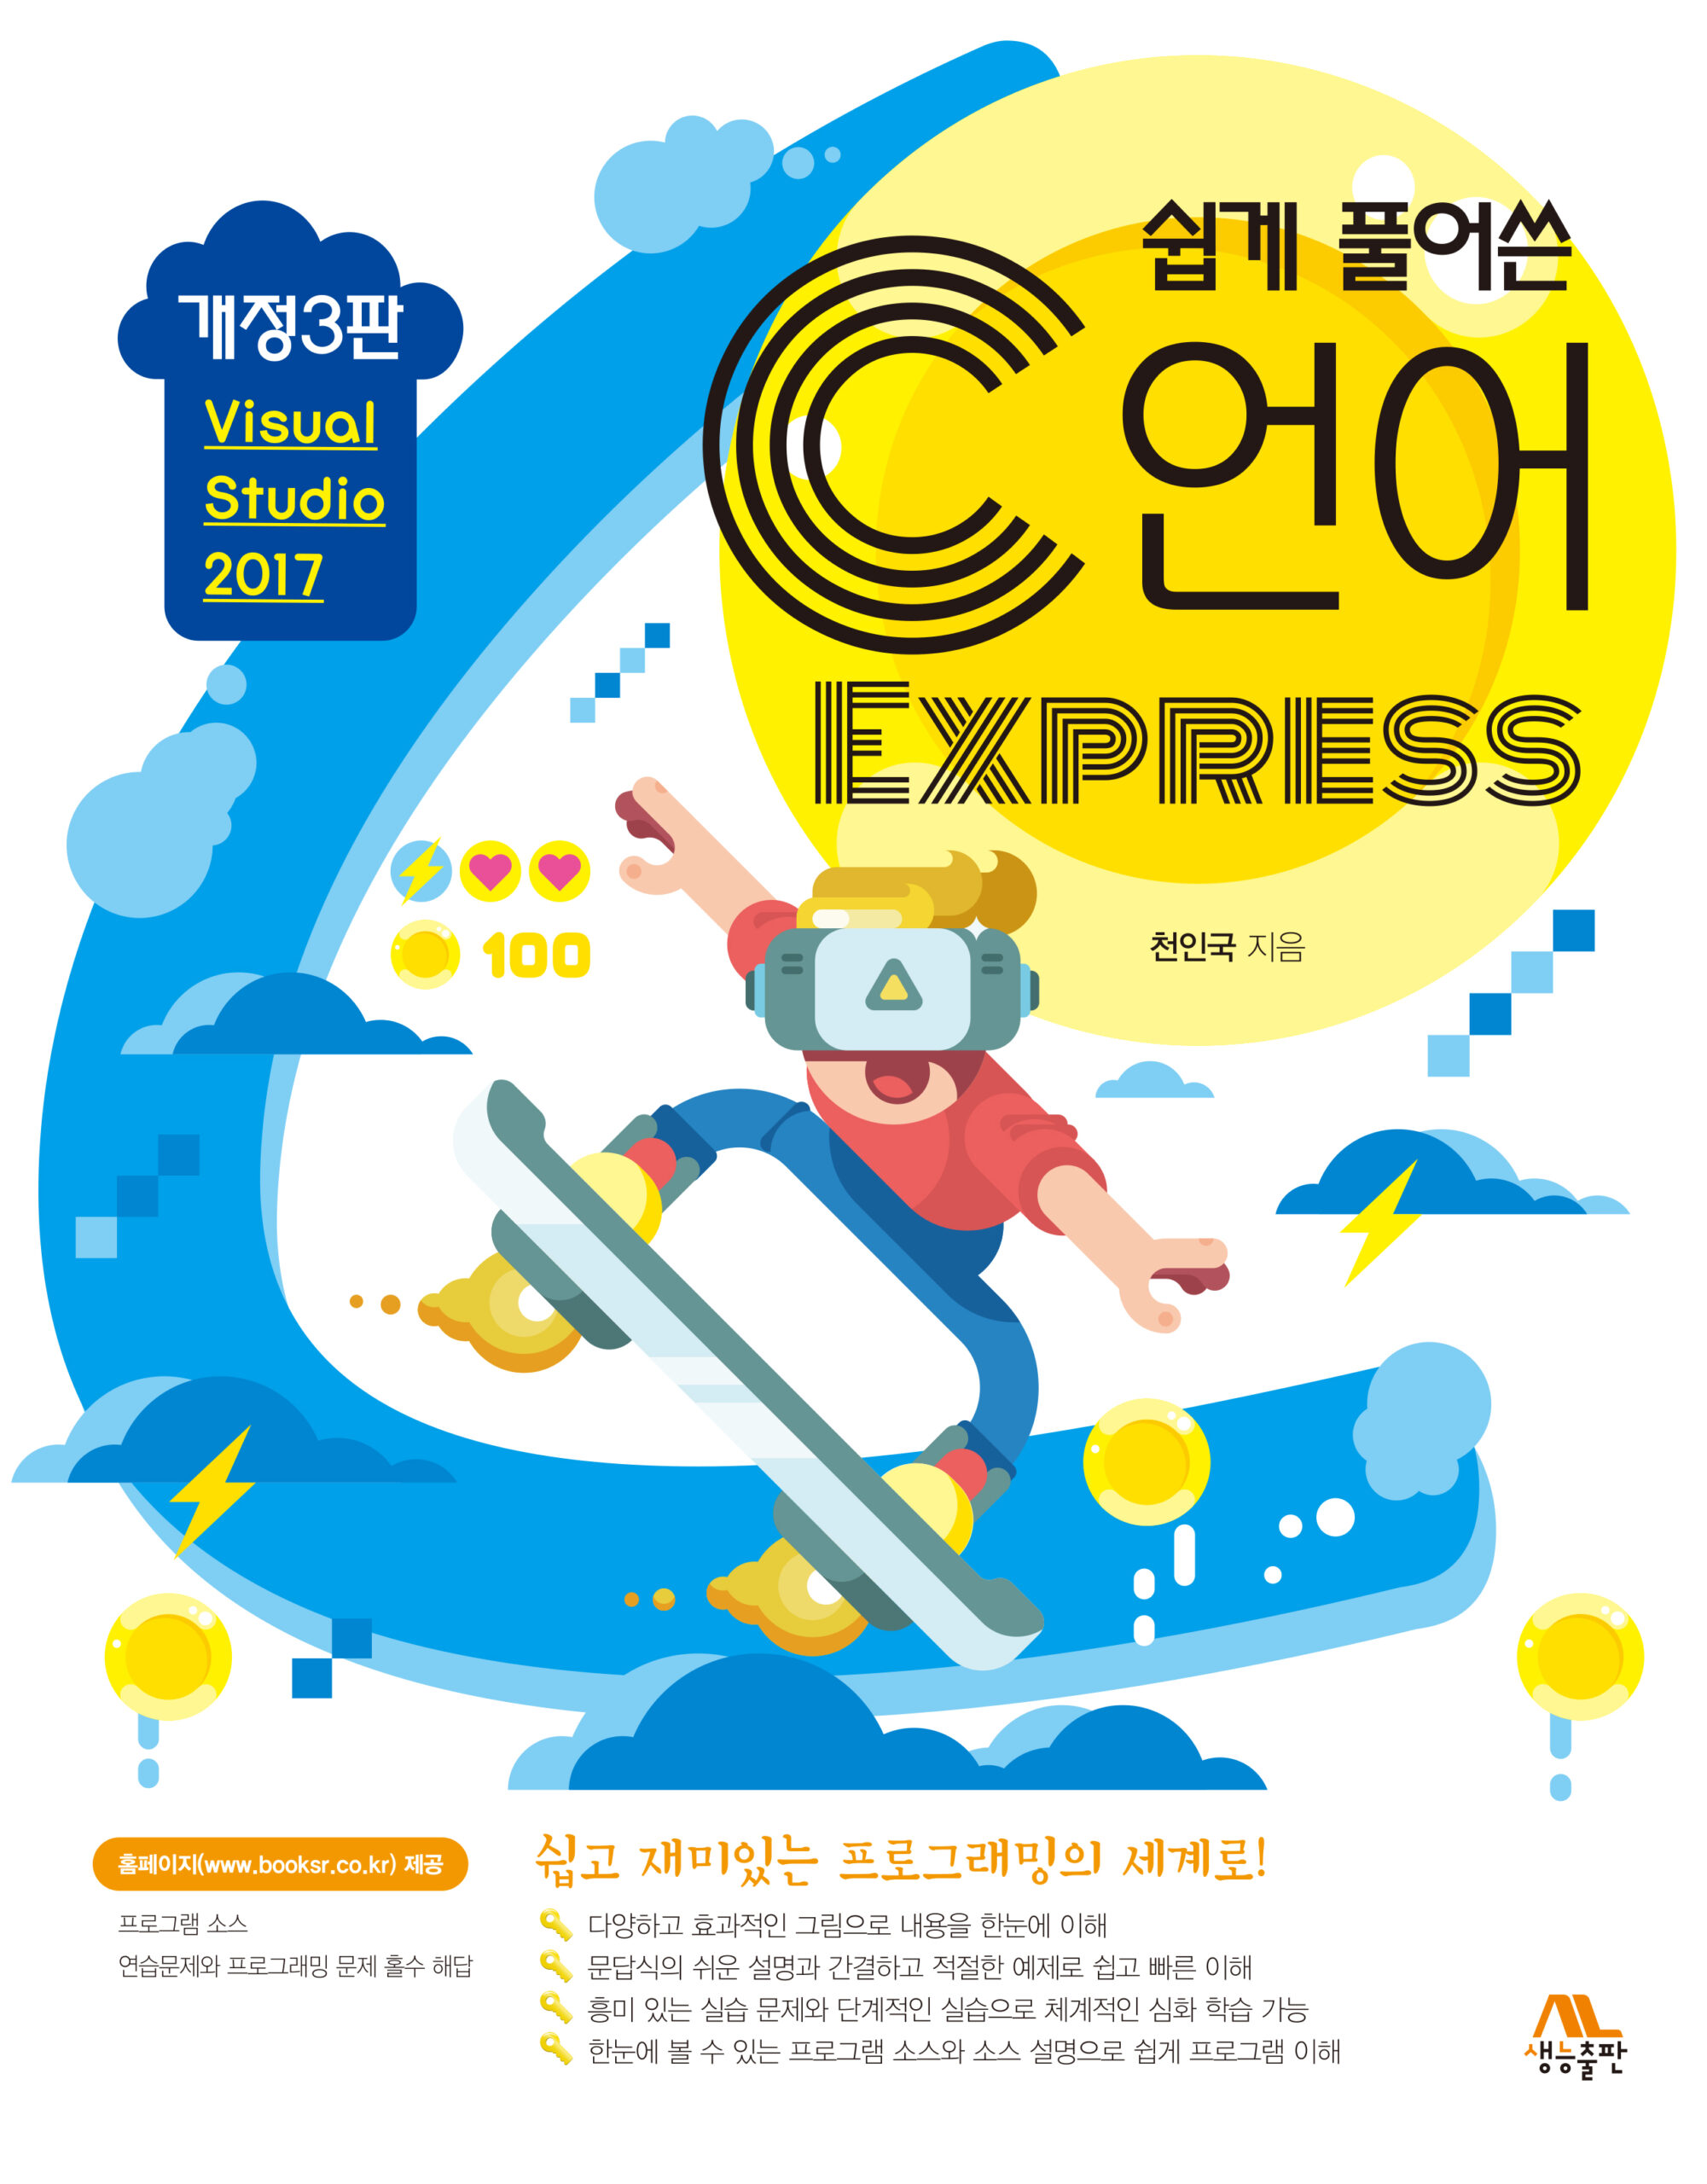 쉽게 풀어쓴
C 언어
EXPRESS
개정3판
Visual
Studio
2017
100
천인국 지음
홈페이지(www.booksr.co.kr) 제공
프로그램 소스
연습문제와 프로그래밍 문제 홀수 해답
쉽고 재미있는 프로그래밍의 세계로!
다양하고 효과적인 그림으로 내용을 한눈에 이해
문답식의 쉬운 설명과 간결하고 적절한 예제로 쉽고 빠른 이해
흥미 있는 실습 문제와 단계적인 실습으로 체계적인 심화 학습 가능
한눈에 볼 수 있는 프로그램 소스와 소스 설명으로 쉽게 프로그램 이해
생능출판